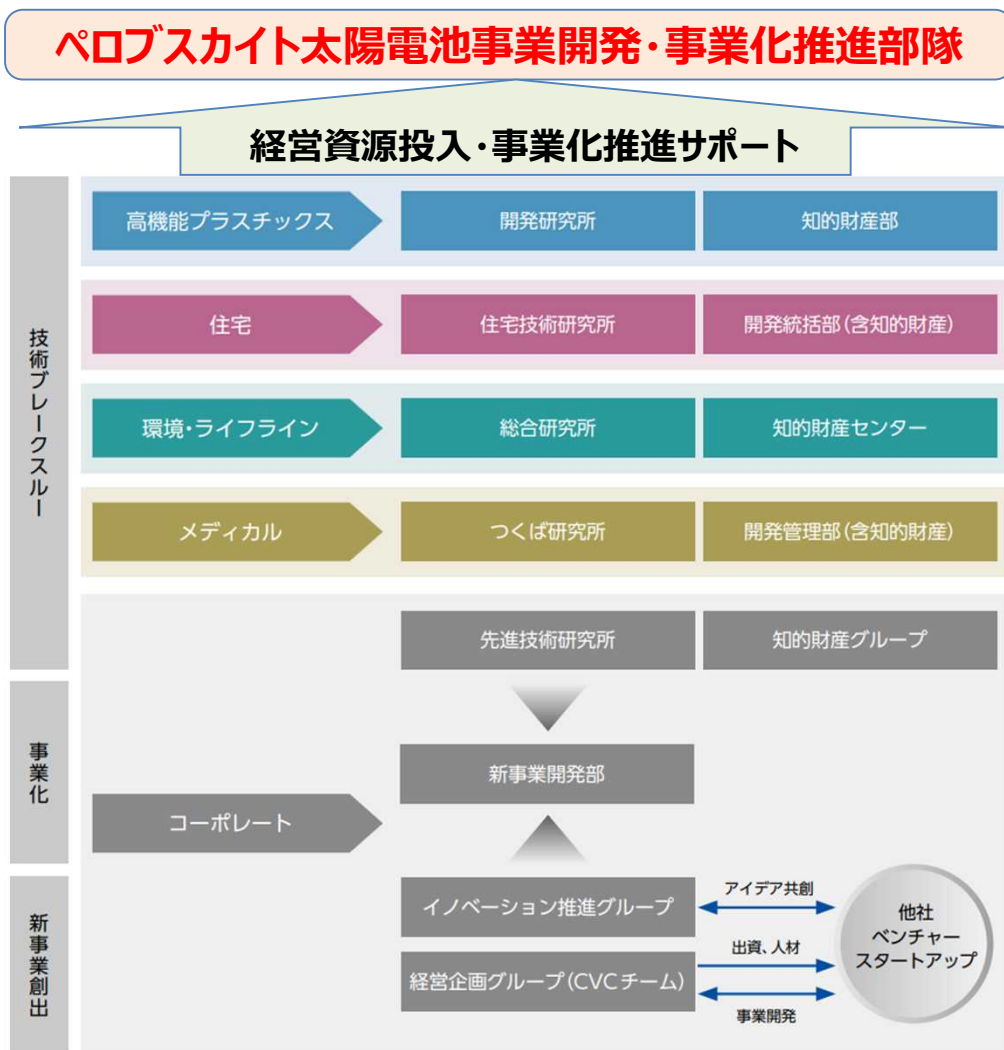 ペロブスカイト太陽電池事業開発・事業化推進部隊
経営資源投入・事業化推進サポート
技術ブレークスルー
高機能プラスチックス
開発研究所
知的財産部
住宅
住宅技術研究所
開発統括部(含知的財産)
環境・ライフライン
総合研究所
知的財産センター
メディカル
つくば研究所
開発管理部(含知的財産)
先進技術研究所
知的財産グループ
事業化
コーポレート
新事業開発部
新事業創出
イノベーション推進グループ
アイデア共創
経営企画グループ(CVCチーム)
出資、人材
事業開発
他社
ベンチャー
スタートアップ